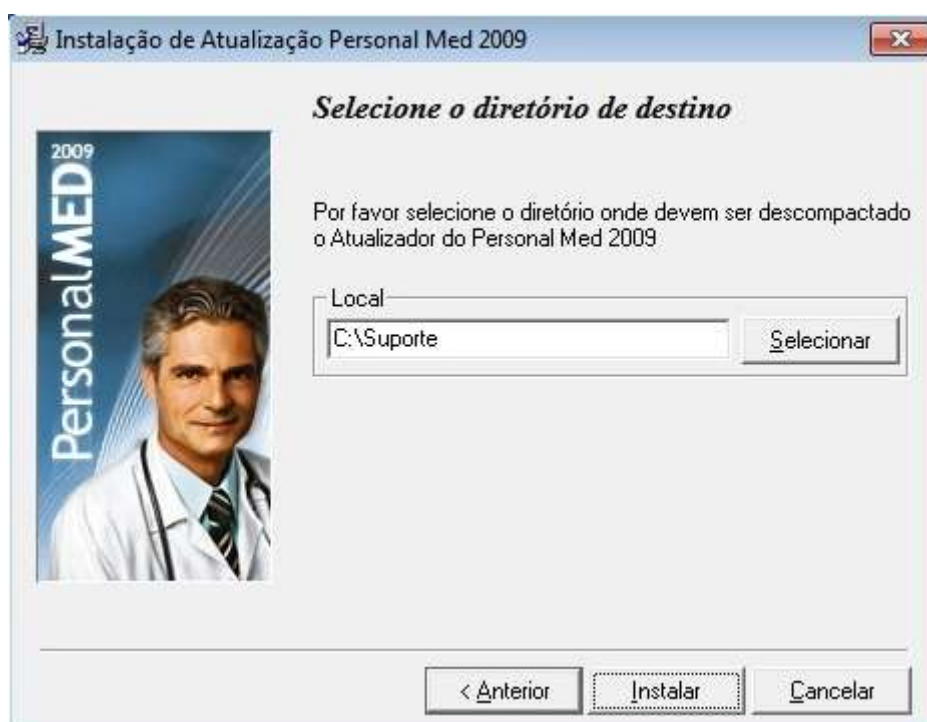 Instalação de Atualização Personal Med 2009
Selecione o diretório de destino
2009
PersonalMED
Por favor selecione o diretório onde devem ser descompactado
o Atualizador do Personal Med 2009
Local
C:\Suporte
Selecionar
< Anterior
Instalar
Cancelar